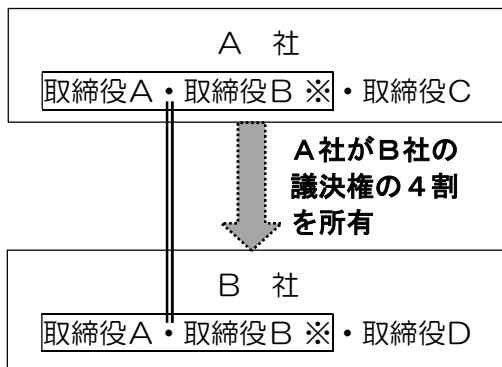 A 社
取締役A・取締役B ※・取締役C
A社がB社の
議決権の4割
を所有
B 社
取締役A・取締役B ※・取締役D